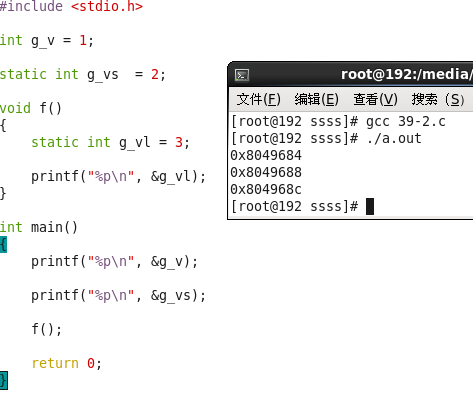 #include <stdio.h>
int g_v = 1;
static int g_vs  = 2;
void f()
{
    static int g_vl = 3;
    printf("%p\n", &g_vl);
}
int main()
{
    printf("%p\n", &g_v);
    printf("%p\n", &g_vs);
    f();
    return 0;
}
root@192:/media/
文件(F) 编辑(E) 查看(V) 搜索 (S)
[root@192 ssss]# gcc 39-2.c
[root@192 ssss]# ./a.out
0x8049684
0x8049688
0x804968c
[root@192 ssss]#